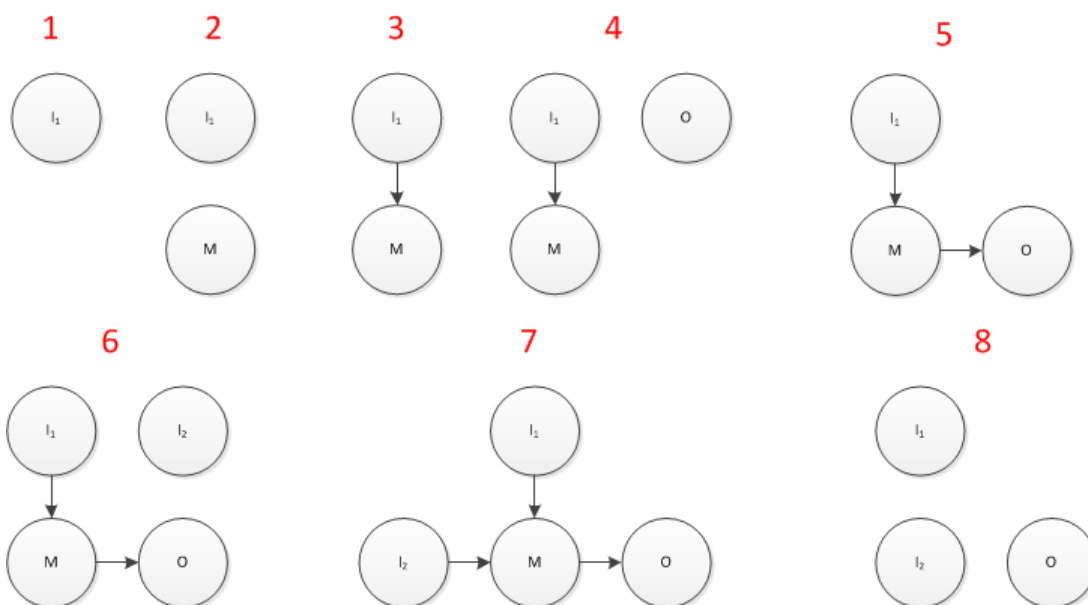 1 2 3 4 5
I₁ I₁ I₁ I₁ O I₁
M M M M O
6 7 8
I₁ I₂ I₁ I₁
M O I₂ M O I₂ O